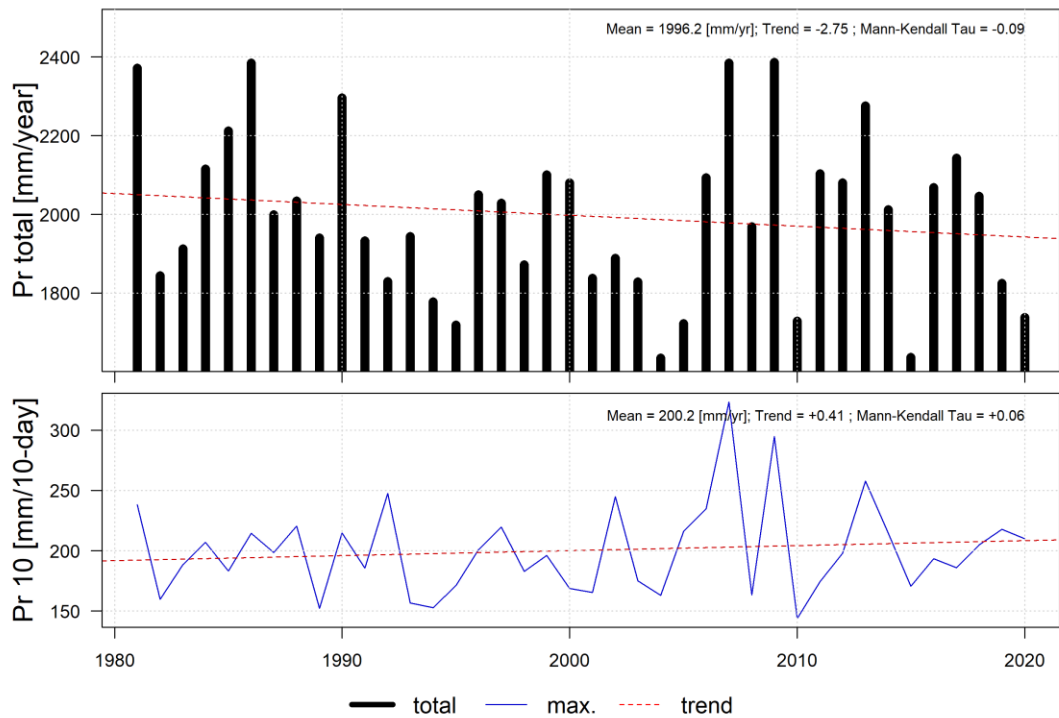 Mean = 1996.2 [mm/yr]; Trend = -2.75 ; Mann-Kendall Tau = -0.09
Pr total [mm/year]
2400
2200
2000
1800
Mean = 200.2 [mm/yr]; Trend = +0.41 ; Mann-Kendall Tau = +0.06
Pr 10 [mm/10-day]
300
250
200
150
1980 1990 2000 2010 2020
total max. trend